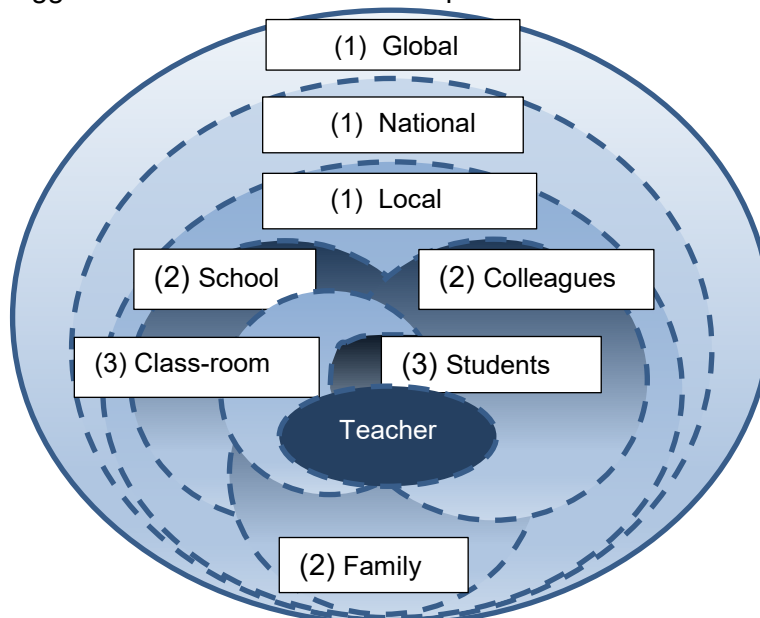 (1) Global
(1) National
(1) Local
(2) School
(2) Colleagues
(3) Class-room
(3) Students
Teacher
(2) Family